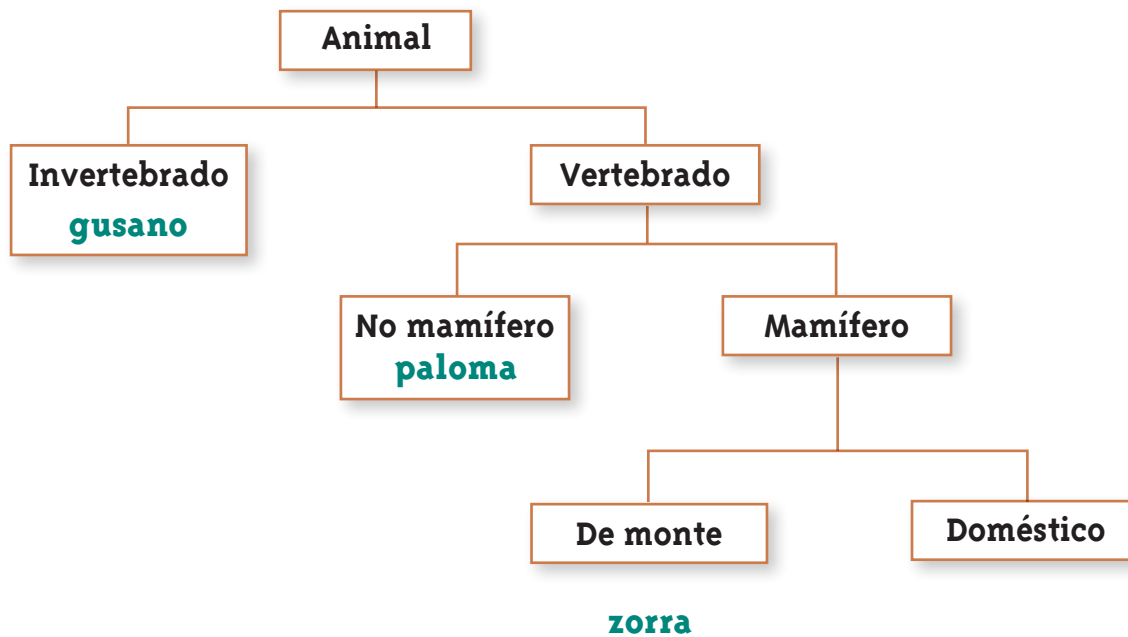 Animal
Invertebrado
gusano
Vertebrado
No mamífero
paloma
Mamífero
De monte
Doméstico
zorra